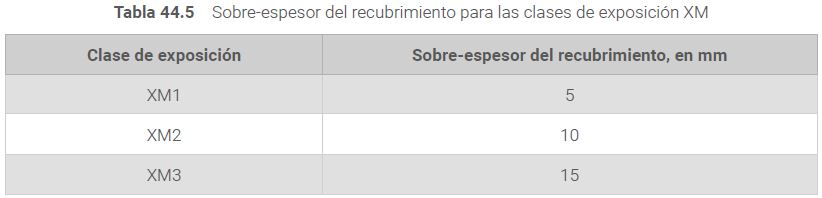 Tabla 44.5 Sobre-espesor del recubrimiento para las clases de exposición XM
Clase de exposición Sobre-espesor del recubrimiento, en mm
XM1 5
XM2 10
XM3 15